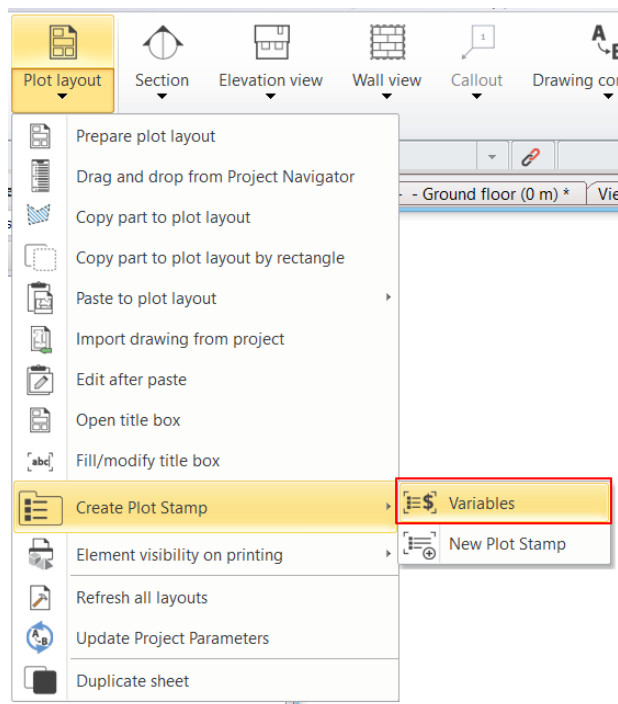 Plot layout
Section
Elevation view
Wall view
1
Callout
A
B
Drawing
- Ground floor (0 m) *
Prepare plot layout
Drag and drop from Project Navigator
Copy part to plot layout
Copy part to plot layout by rectangle
Paste to plot layout
Import drawing from project
Edit after paste
Open title box
[abc] Fill/modify title box
Create Plot Stamp
$ Variables
New Plot Stamp
Element visibility on printing
Refresh all layouts
A B Update Project Parameters
Duplicate sheet